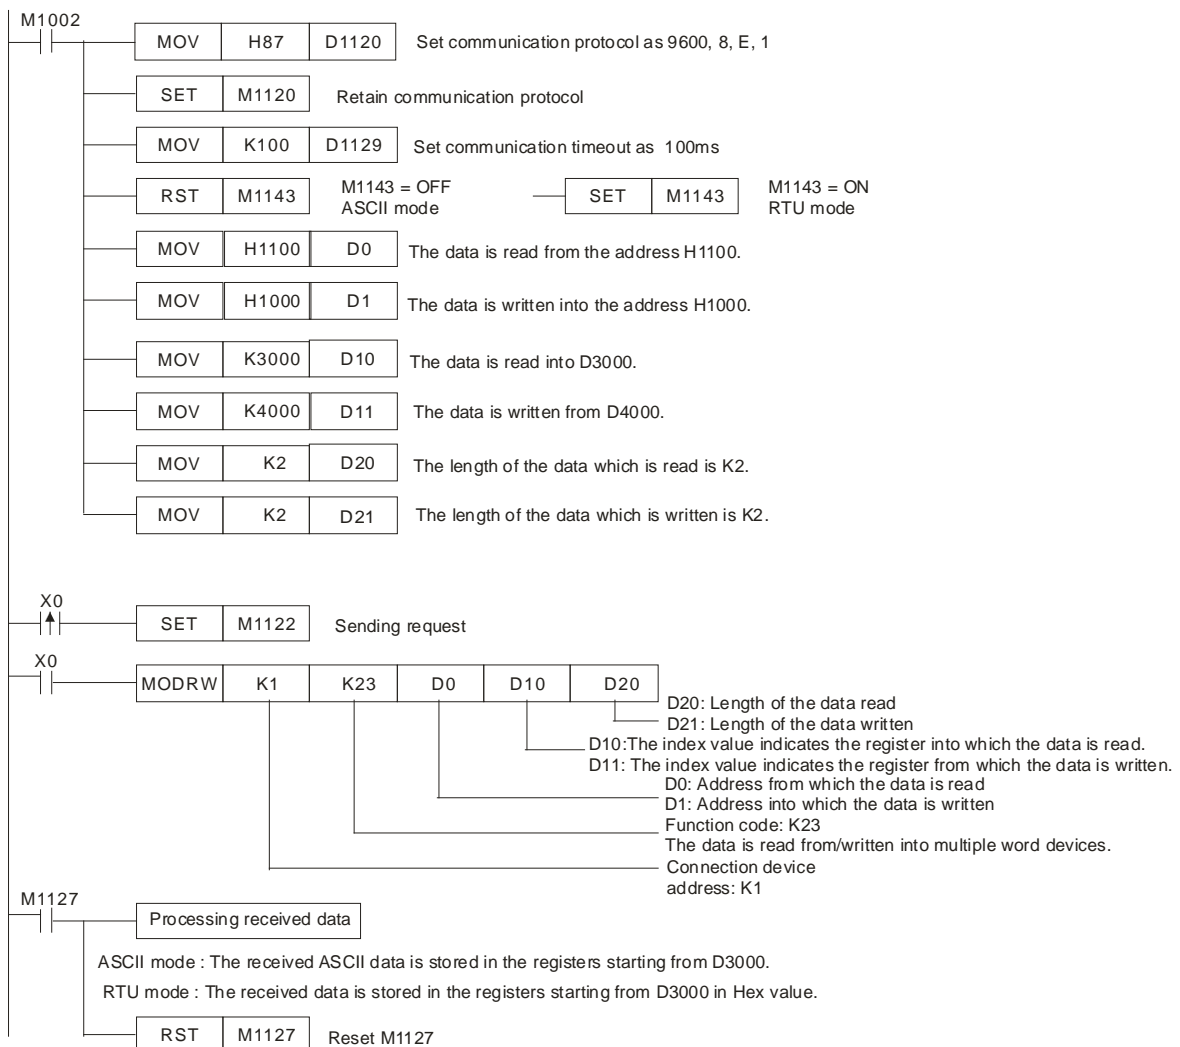 M1002
MOV H87 D1120 Set communication protocol as 9600, 8, E, 1
SET M1120 Retain communication protocol
MOV K100 D1129 Set communication timeout as 100ms
RST M1143 M1143 = OFF
ASCII mode
SET M1143 M1143 = ON
RTU mode
MOV H1100 D0 The data is read from the address H1100.
MOV H1000 D1 The data is written into the address H1000.
MOV K3000 D10 The data is read into D3000.
MOV K4000 D11 The data is written from D4000.
MOV K2 D20 The length of the data which is read is K2.
MOV K2 D21 The length of the data which is written is K2.
X0
SET M1122 Sending request
X0
MODRW K1 K23 D0 D10 D20
D20: Length of the data read
D21: Length of the data written
D10:The index value indicates the register into which the data is read.
D11: The index value indicates the register from which the data is written.
D0: Address from which the data is read
D1: Address into which the data is written
Function code: K23
The data is read from/written into multiple word devices.
Connection device
address: K1
M1127
Processing received data
ASCII mode : The received ASCII data is stored in the registers starting from D3000.
RTU mode : The received data is stored in the registers starting from D3000 in Hex value.
RST M1127 Reset M1127